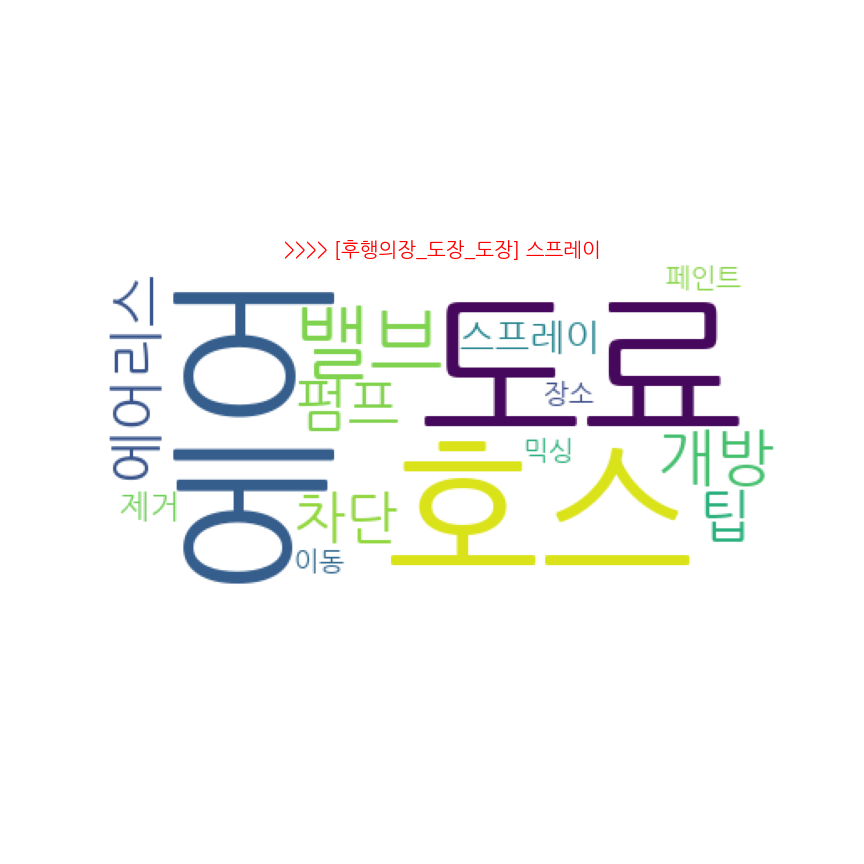 >>>> [후행의장_도장_도장] 스프레이
페인트
에어리스
에어
밸브
도료
스프레이
펌프
장소
호스
믹싱
개방
제거
차단
팁
이동